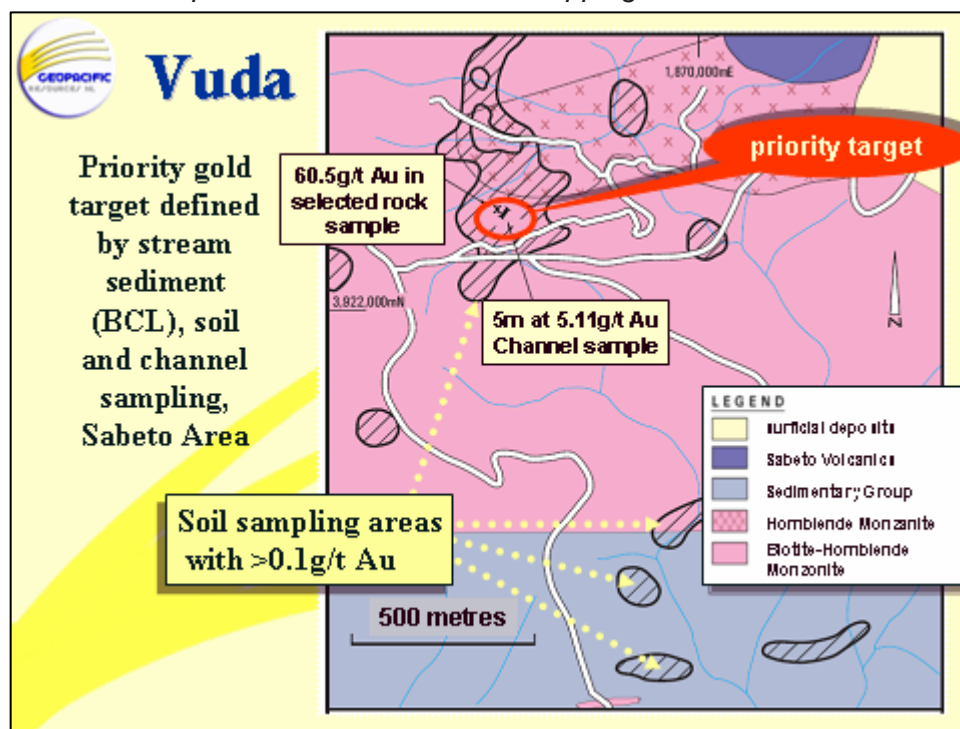 GEOPACIFIC
RESOURCES NL
Vuda
Priority gold
target defined
by stream
sediment
(BCL), soil
and channel
sampling,
Sabeto Area
1,870,000mE
priority target
60.5g/t Au in
selected rock
sample
3,922,000mN
5m at 5.11g/t Au
Channel sample
N
LEGEND
surficial deposits
Sabeto Volcanics
Sedimentary Group
Hornblende Monzanite
Biotite-Hornblende
Monzonite
Soil sampling areas
with >0.1g/t Au
500 metres